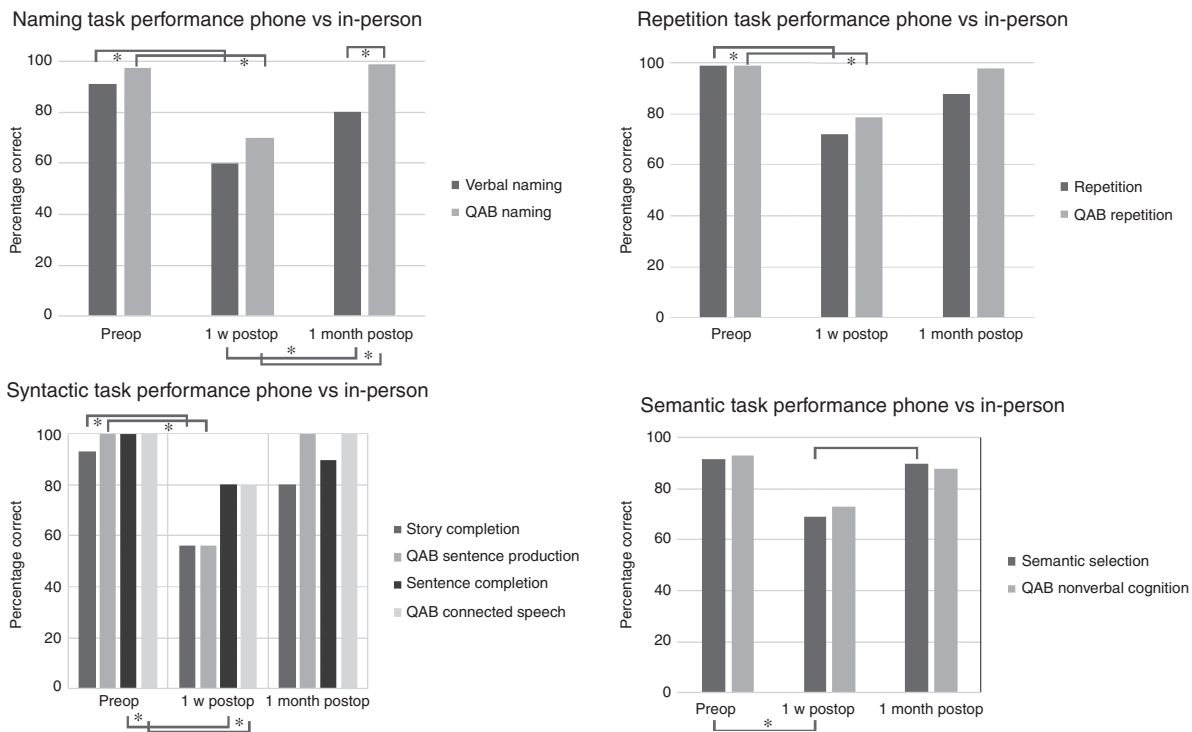 Naming task performance phone vs in-person
* * *
100
80
60
40
20
0
Percentage correct
Preop 1 w postop 1 month postop
* *
Verbal naming
QAB naming
Repetition task performance phone vs in-person
* *
100
80
60
40
20
0
Percentage correct
Preop 1 w postop 1 month postop
Repetition
QAB repetition
Syntactic task performance phone vs in-person
* *
100
80
60
40
20
0
Percentage correct
Preop 1 w postop 1 month postop
* *
Story completion
QAB sentence production
Sentence completion
QAB connected speech
Semantic task performance phone vs in-person
100
80
60
40
20
0
Percentage correct
Preop 1 w postop 1 month postop
*
Semantic selection
QAB nonverbal cognition